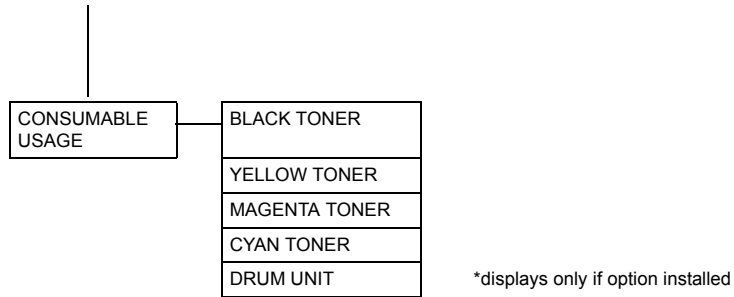 CONSUMABLE
USAGE
BLACK TONER
YELLOW TONER
MAGENTA TONER
CYAN TONER
DRUM UNIT
*displays only if option installed